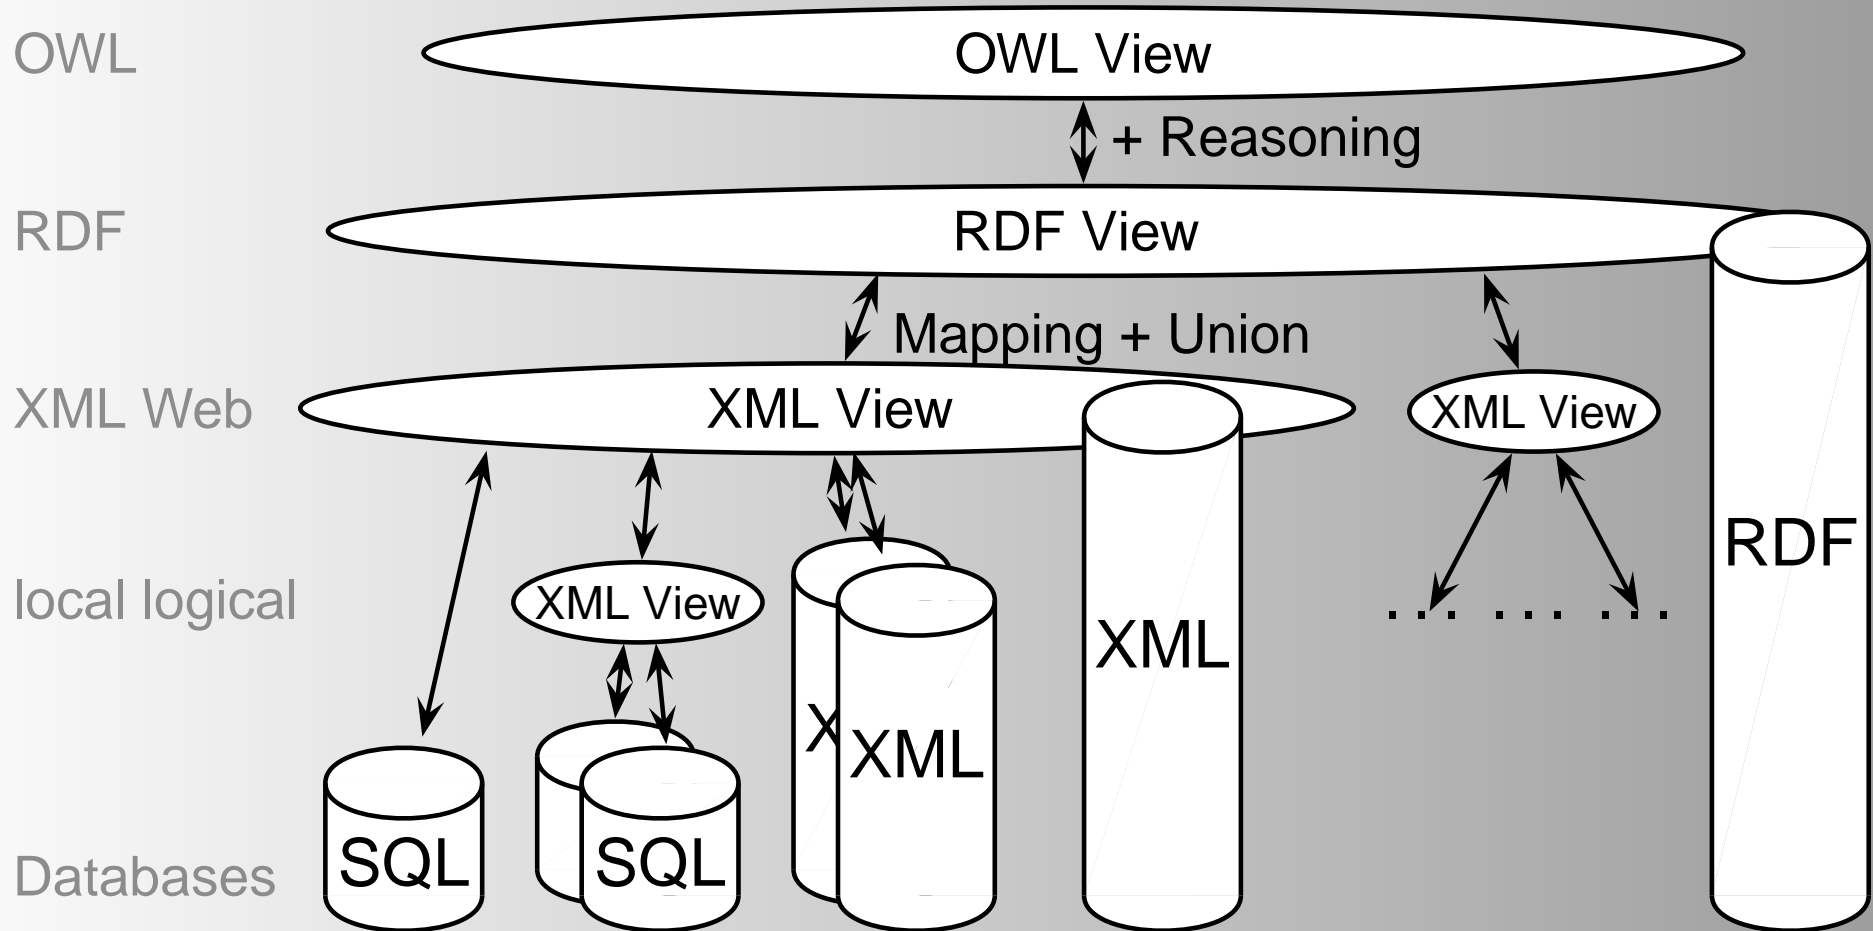 OWL
OWL View
+ Reasoning
RDF
RDF View
Mapping + Union
XML Web
XML View
XML View
RDF
local logical
XML View
. . . . . . . . .
XML
X
XML
Databases
SQL
SQL